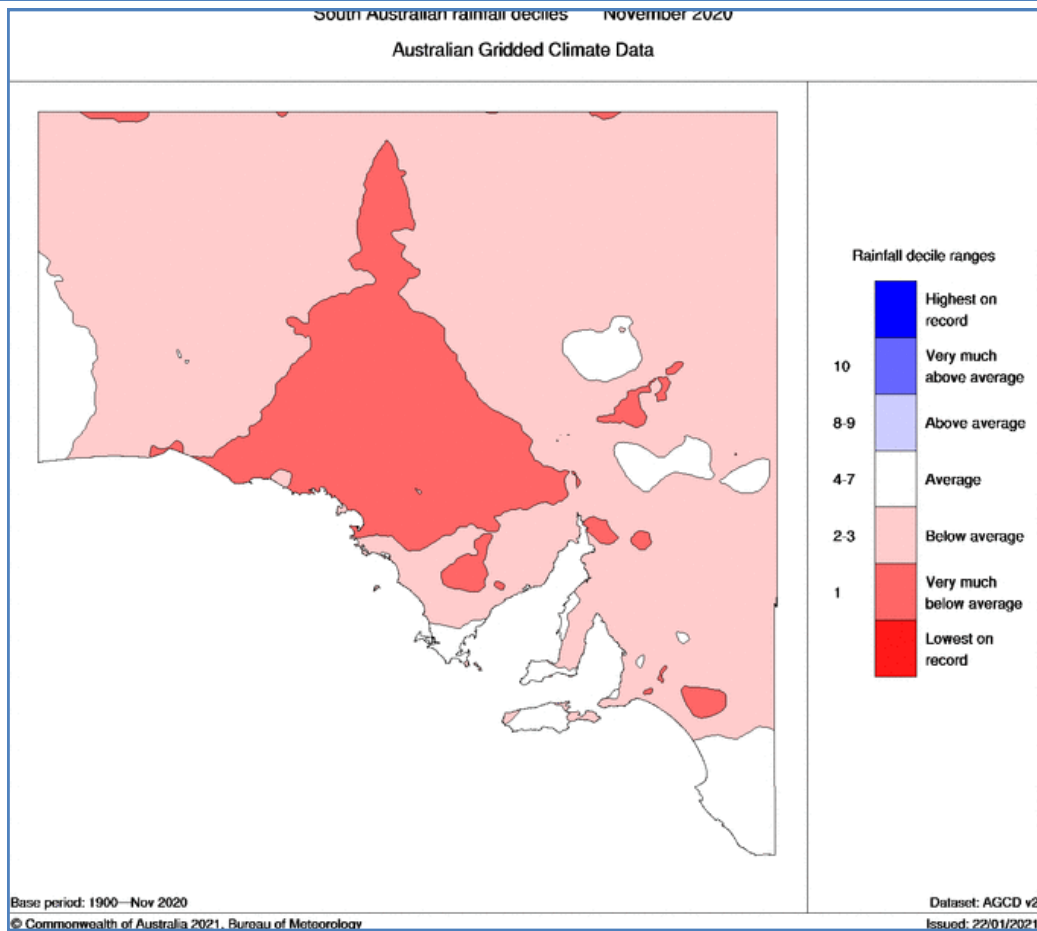 South Australian rainfall deciles November 2020
Australian Gridded Climate Data
Rainfall decile ranges
Highest on
record
10 Very much
above average
8-9 Above average
4-7 Average
2-3 Below average
1 Very much
below average
Lowest on
record
Base period: 1900—Nov 2020 Dataset: AGCD v2
© Commonwealth of Australia 2021, Bureau of Meteorology Issued: 22/01/2021